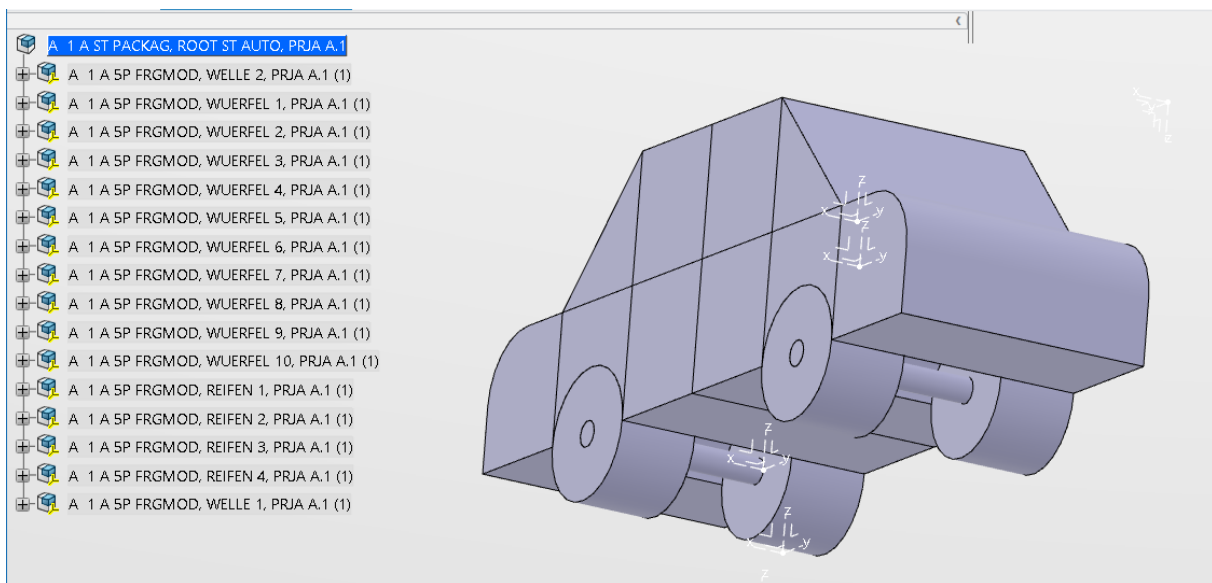 A 1 A ST PACKAG, ROOT ST AUTO, PRJA A.1
A 1 A 5P FRGMOD, WELLE 2, PRJA A.1 (1)
A 1 A 5P FRGMOD, WUERFEL 1, PRJA A.1 (1)
A 1 A 5P FRGMOD, WUERFEL 2, PRJA A.1 (1)
A 1 A 5P FRGMOD, WUERFEL 3, PRJA A.1 (1)
A 1 A 5P FRGMOD, WUERFEL 4, PRJA A.1 (1)
A 1 A 5P FRGMOD, WUERFEL 5, PRJA A.1 (1)
A 1 A 5P FRGMOD, WUERFEL 6, PRJA A.1 (1)
A 1 A 5P FRGMOD, WUERFEL 7, PRJA A.1 (1)
A 1 A 5P FRGMOD, WUERFEL 8, PRJA A.1 (1)
A 1 A 5P FRGMOD, WUERFEL 9, PRJA A.1 (1)
A 1 A 5P FRGMOD, WUERFEL 10, PRJA A.1 (1)
A 1 A 5P FRGMOD, REIFEN 1, PRJA A.1 (1)
A 1 A 5P FRGMOD, REIFEN 2, PRJA A.1 (1)
A 1 A 5P FRGMOD, REIFEN 3, PRJA A.1 (1)
A 1 A 5P FRGMOD, REIFEN 4, PRJA A.1 (1)
A 1 A 5P FRGMOD, WELLE 1, PRJA A.1 (1)
z
x y
z
x y
z
x y
z
x y
z